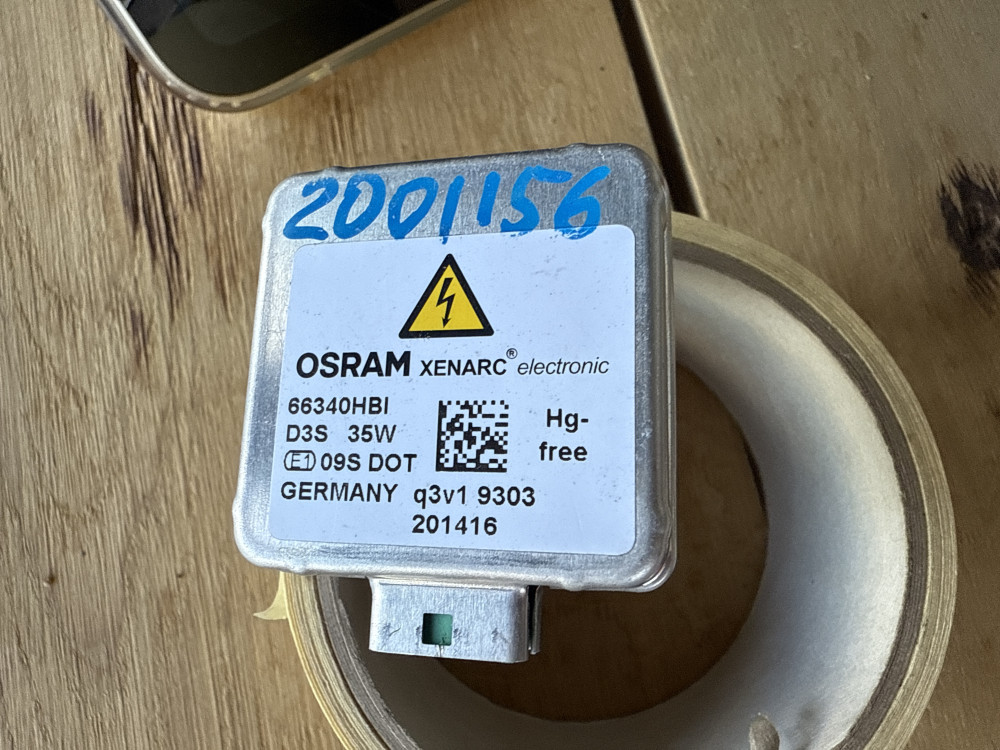 2001156
OSRAM XENARC® electronic
66340HBI
D3S 35W
E1 09S DOT
Hg-
free
GERMANY q3v1 9303
201416